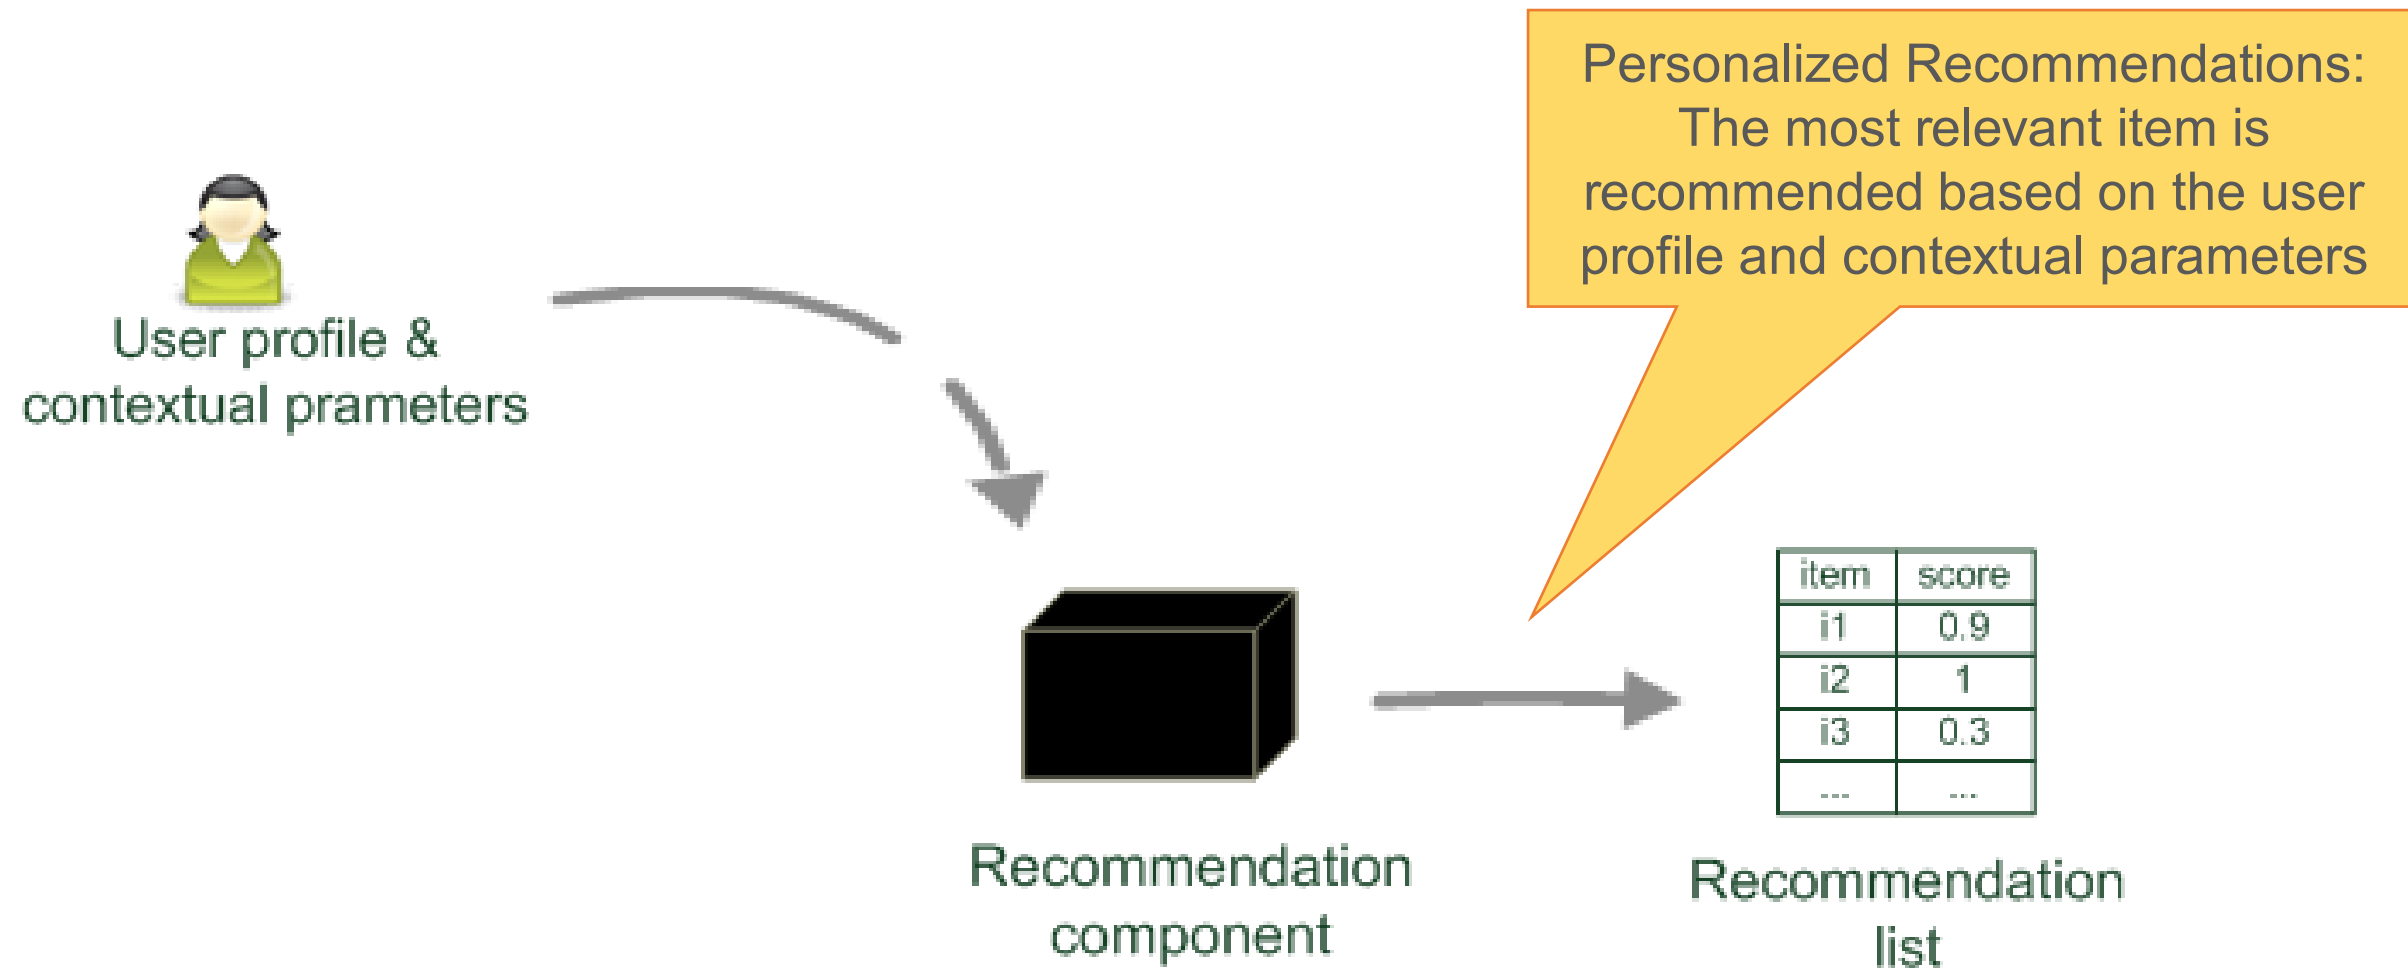 Personalized Recommendations:
The most relevant item is
recommended based on the user
profile and contextual parameters
User profile &
contextual prameters
item score
i1 0.9
i2 1
i3 0.3
... ...
Recommendation
component
Recommendation
list